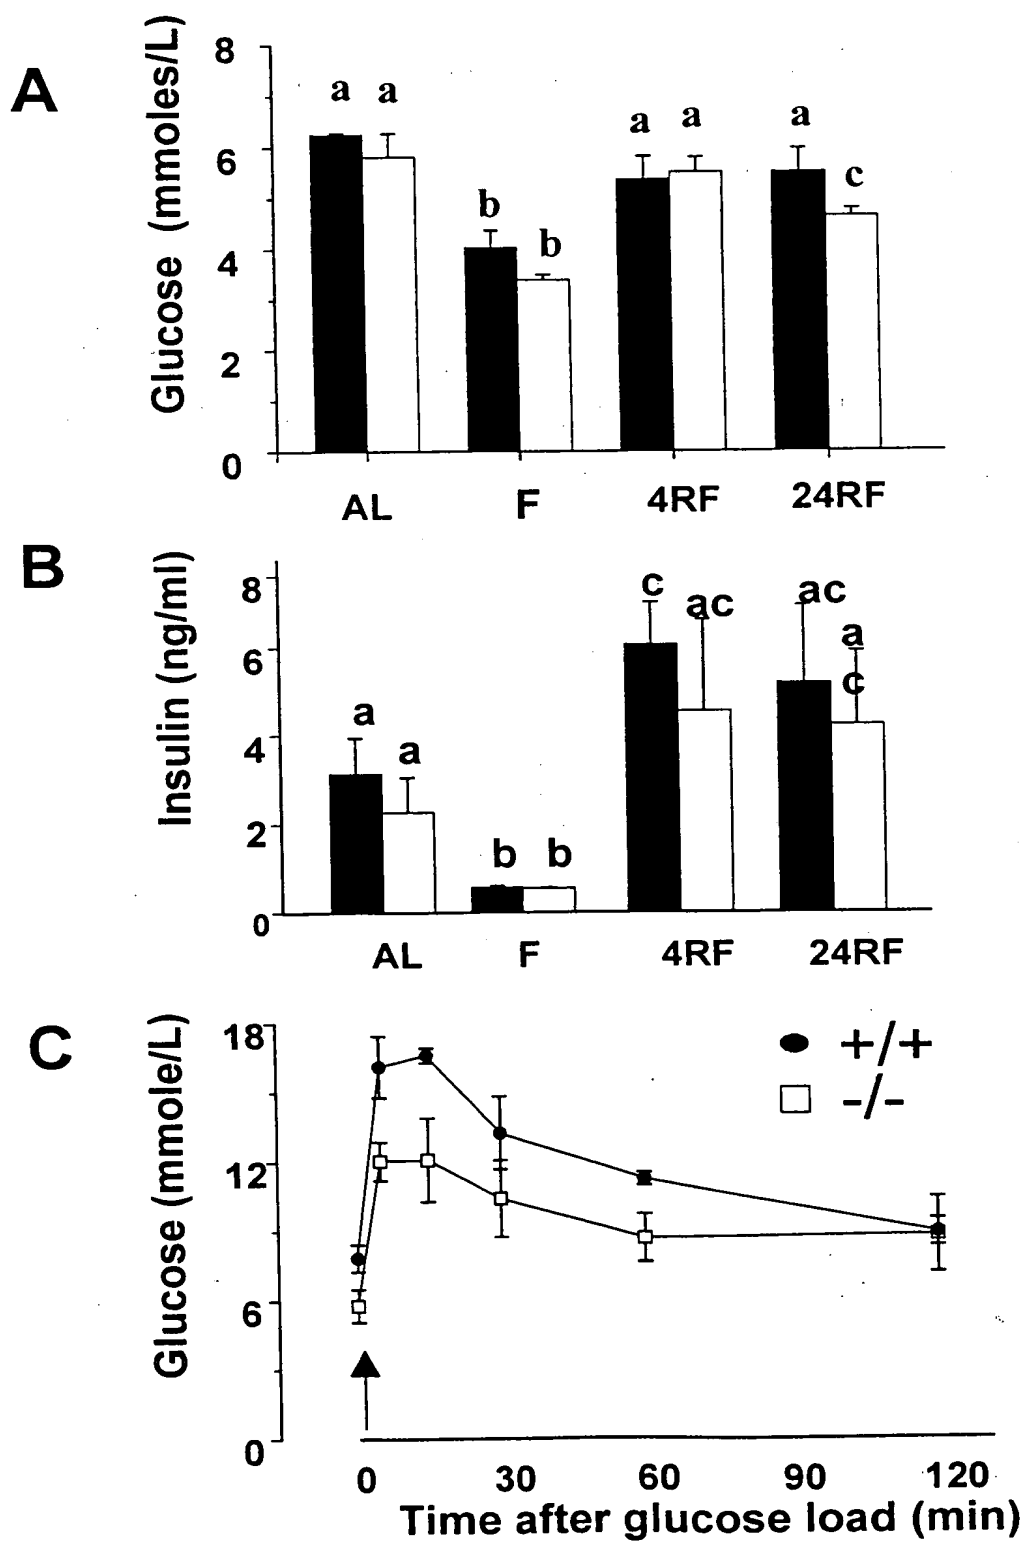 A
Glucose (mmoles/L)
8
6
4
2
0
a a
b
b
a a
a
c
AL F 4RF 24RF
B
Insulin (ng/ml)
8
6
4
2
0
a
a
b b
c
ac
ac
a
c
AL F 4RF 24RF
C
Glucose (mmole/L)
18
12
6
0
+/+
-/-
0 30 60 90 120
Time after glucose load (min)